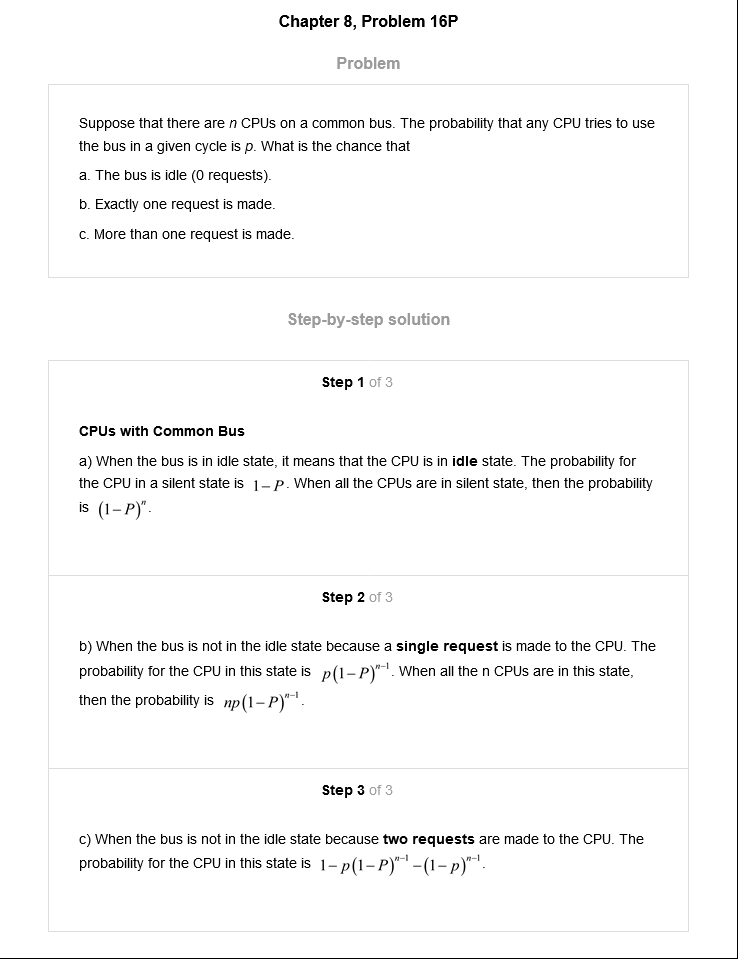 Chapter 8, Problem 16P
Problem
Suppose that there are n CPUs on a common bus. The probability that any CPU tries to use
the bus in a given cycle is p. What is the chance that
a. The bus is idle (0 requests).
b. Exactly one request is made.
c. More than one request is made.
Step-by-step solution
Step 1 of 3
CPUs with Common Bus
a) When the bus is in idle state, it means that the CPU is in idle state. The probability for
the CPU in a silent state is 1−P. When all the CPUs are in silent state, then the probability
is (1−P)ⁿ.
Step 2 of 3
b) When the bus is not in the idle state because a single request is made to the CPU. The
probability for the CPU in this state is p(1−P)ⁿ⁻¹. When all the n CPUs are in this state,
then the probability is np(1−P)ⁿ⁻¹.
Step 3 of 3
c) When the bus is not in the idle state because two requests are made to the CPU. The
probability for the CPU in this state is 1−p(1−P)ⁿ⁻¹−(1−p)ⁿ⁻¹.